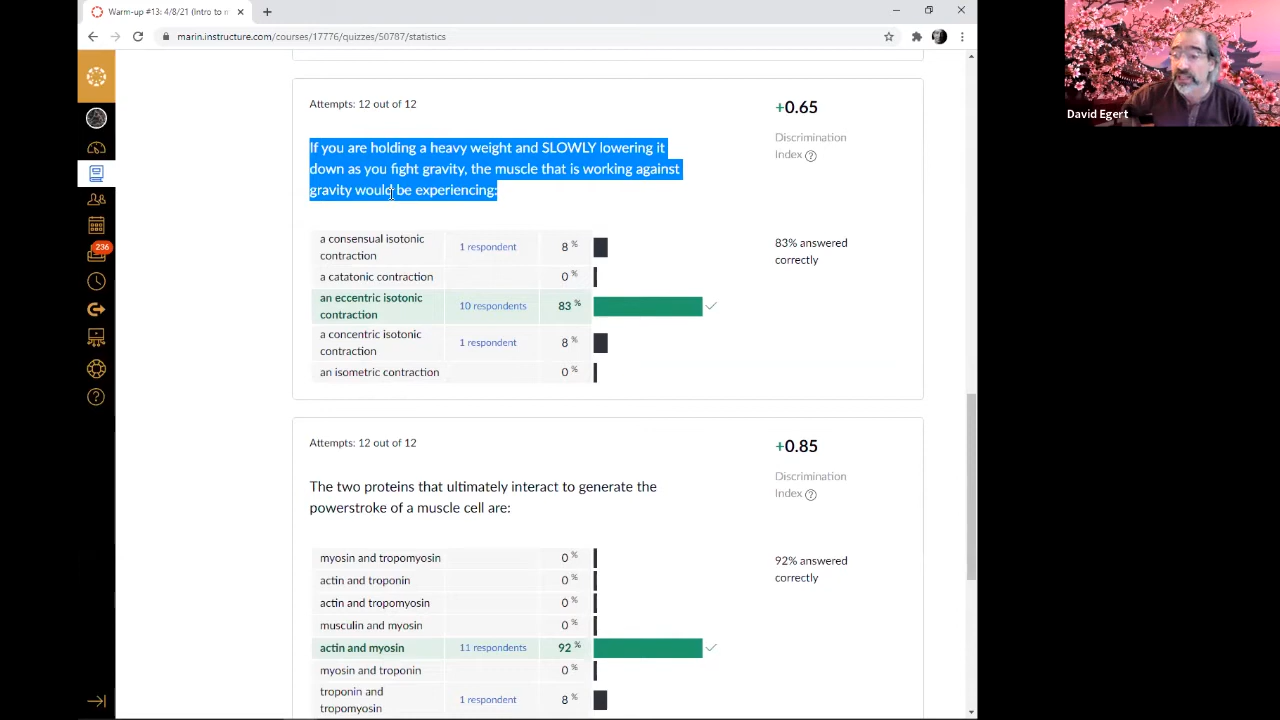 Warm-up #13: 4/8/21 (Intro to m
marin.instructure.com/courses/17776/quizzes/50787/statistics
236
Attempts: 12 out of 12
+0.65
Discrimination
Index ?
If you are holding a heavy weight and SLOWLY lowering it
down as you fight gravity, the muscle that is working against
gravity would be experiencing:
a consensual isotonic
contraction
1 respondent
8 %
83% answered
correctly
a catatonic contraction
0 %
an eccentric isotonic
contraction
10 respondents
83 %
a concentric isotonic
contraction
1 respondent
8 %
an isometric contraction
0 %
Attempts: 12 out of 12
+0.85
Discrimination
Index ?
The two proteins that ultimately interact to generate the
powerstroke of a muscle cell are:
myosin and tropomyosin
0 %
92% answered
correctly
actin and troponin
0 %
actin and tropomyosin
0 %
musculin and myosin
0 %
actin and myosin
11 respondents
92 %
myosin and troponin
0 %
troponin and
tropomyosin
1 respondent
8 %
David Egert